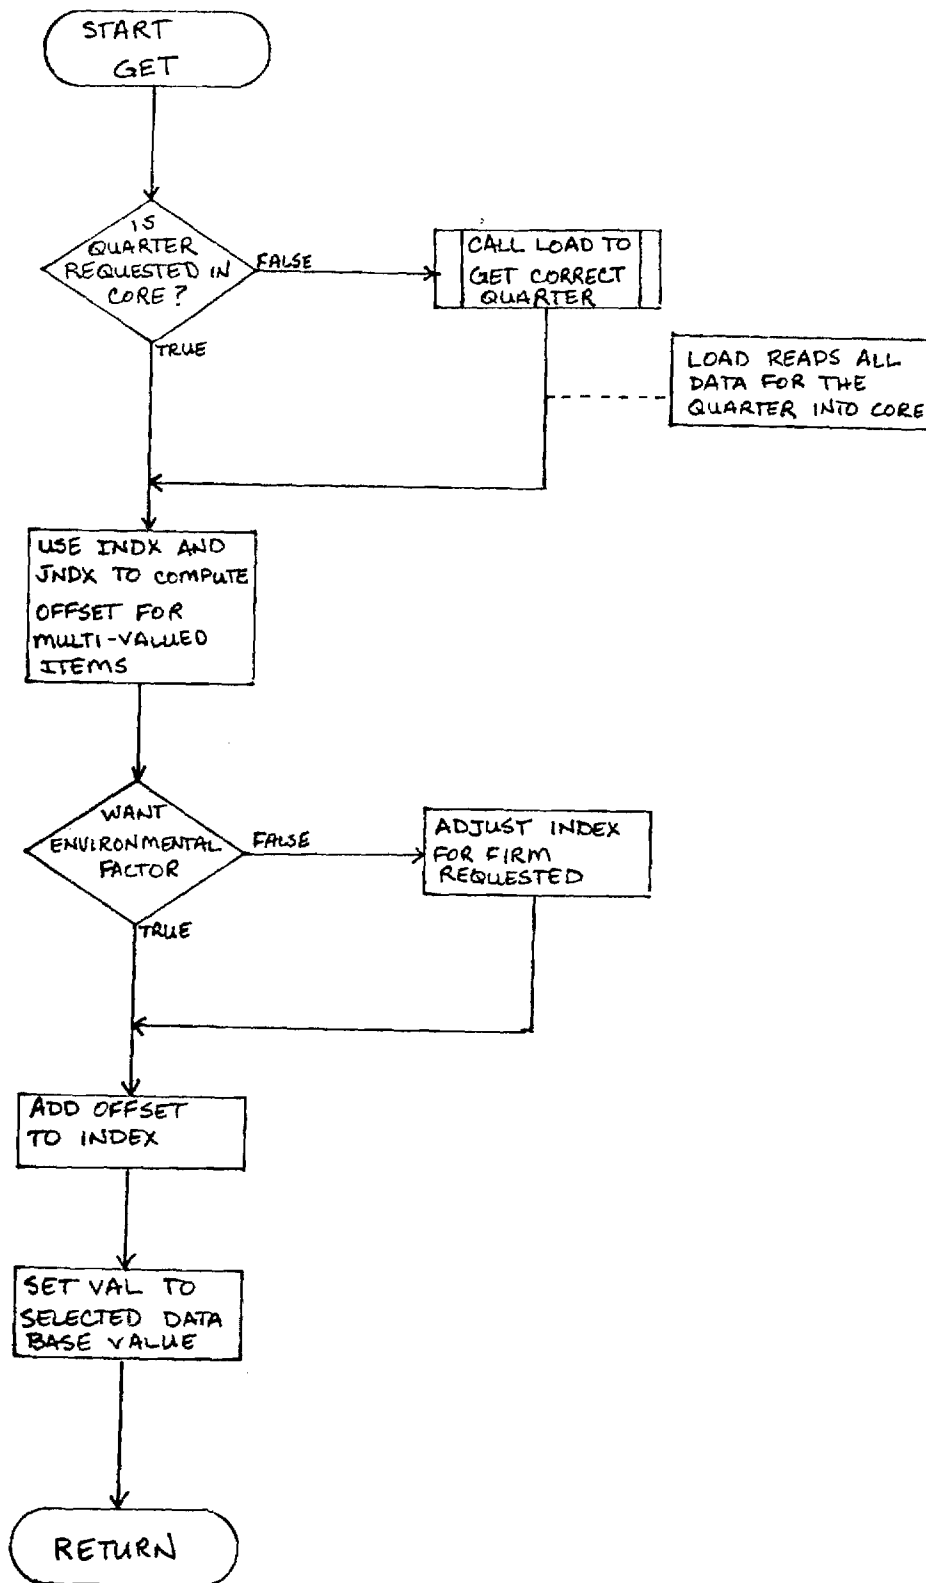 START
GET
IS
QUARTER
REQUESTED IN
CORE?
FALSE
TRUE
CALL LOAD TO
GET CORRECT
QUARTER
LOAD READS ALL
DATA FOR THE
QUARTER INTO CORE
USE INDX AND
JNDX TO COMPUTE
OFFSET FOR
MULTI-VALUED
ITEMS
WANT
ENVIRONMENTAL
FACTOR
FALSE
TRUE
ADJUST INDEX
FOR FIRM
REQUESTED
ADD OFFSET
TO INDEX
SET VAL TO
SELECTED DATA
BASE VALUE
RETURN